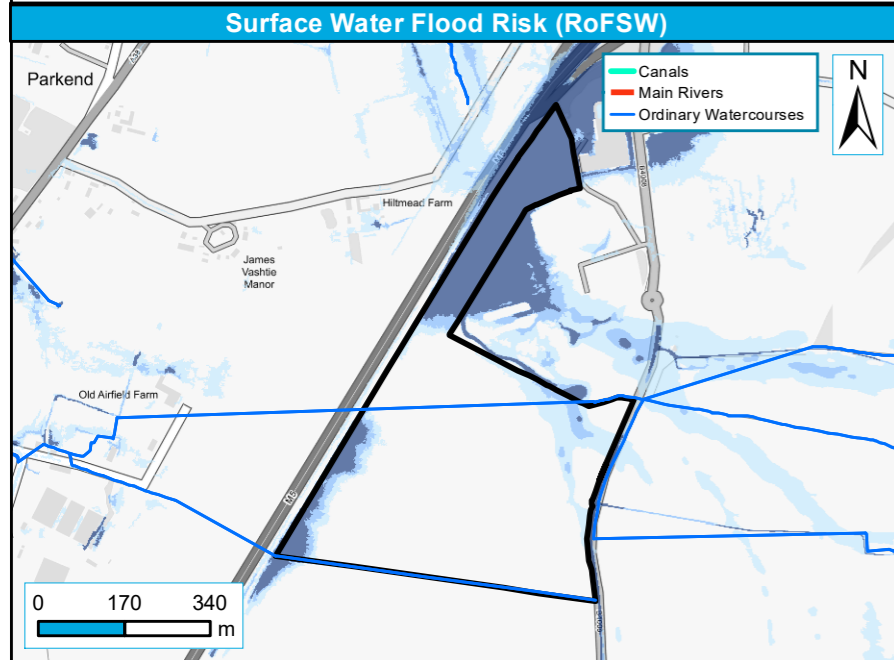 Surface Water Flood Risk (RoFSW)
Parkend
Canals
Main Rivers
Ordinary Watercourses
N
Hiltmead Farm
James
Vashtie
Manor
Old Airfield Farm
M5
0 170 340
m